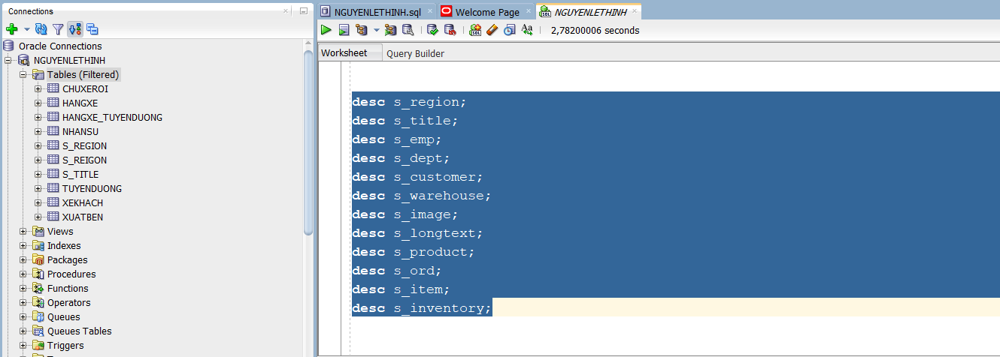 Connections
Oracle Connections
NGUYENLETHINH
Tables (Filtered)
CHUXEROI
HANGXE
HANGXE_TUYENDUONG
NHANSU
S_REGION
S_REIGON
S_TITLE
TUYENDUONG
XEKHACH
XUATBEN
Views
Indexes
Packages
Procedures
Functions
Operators
Queues
Queues Tables
Triggers
NGUYENLETHINH.sql
Welcome Page
NGUYENLETHINH
2,78200006 seconds
Worksheet
Query Builder
desc s_region;
desc s_title;
desc s_emp;
desc s_dept;
desc s_customer;
desc s_warehouse;
desc s_image;
desc s_longtext;
desc s_product;
desc s_ord;
desc s_item;
desc s_inventory;